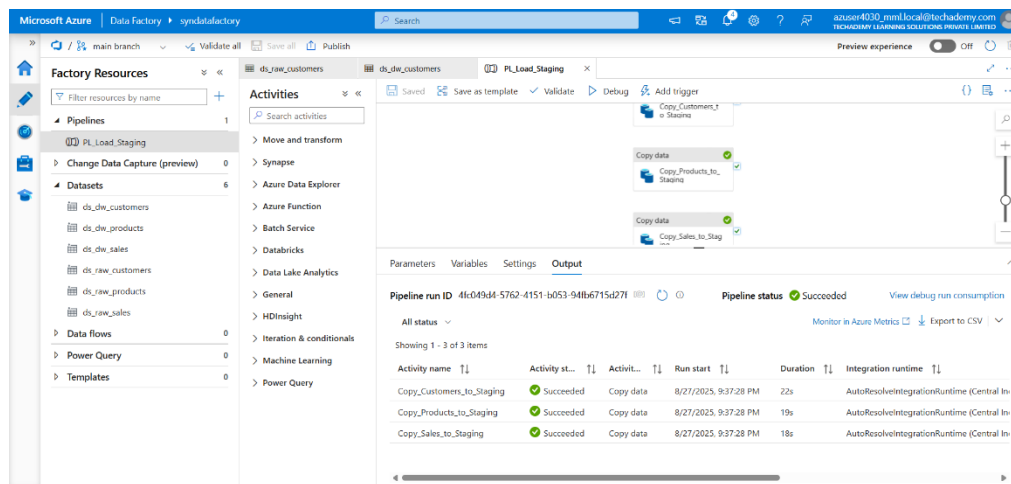 Microsoft Azure Data Factory syndatafactory Search 4 azuser4030_mml.local@techademy.com
TECHADEMY LEARNING SOLUTIONS PRIVATE LIMITED
/ main branch Validate all Save all Publish Preview experience Off
Factory Resources
Filter resources by name
Pipelines 1
PL_Load_Staging
Change Data Capture (preview) 0
Datasets 6
ds_dw_customers
ds_dw_products
ds_dw_sales
ds_raw_customers
ds_raw_products
ds_raw_sales
Data flows 0
Power Query 0
Templates 0
ds_raw_customers ds_dw_customers PL_Load_Staging
Activities
Search activities
Move and transform
Synapse
Azure Data Explorer
Azure Function
Batch Service
Databricks
Data Lake Analytics
General
HDInsight
Iteration & conditionals
Machine Learning
Power Query
Saved Save as template Validate Debug Add trigger
Copy_Customers_t
o_Staging
Copy data
Copy_Products_to_
Staging
Copy data
Copy_Sales_to_Stag
Parameters Variables Settings Output
Pipeline run ID 4fc049d4-5762-4151-b053-94fb6715d27f Pipeline status Succeeded View debug run consumption
All status Monitor in Azure Metrics Export to CSV
Showing 1 - 3 of 3 items
Activity name Activity st... Activit... Run start Duration Integration runtime
Copy_Customers_to_Staging Succeeded Copy data 8/27/2025, 9:37:28 PM 22s AutoResolveIntegrationRuntime (Central In
Copy_Products_to_Staging Succeeded Copy data 8/27/2025, 9:37:28 PM 19s AutoResolveIntegrationRuntime (Central In
Copy_Sales_to_Staging Succeeded Copy data 8/27/2025, 9:37:28 PM 18s AutoResolveIntegrationRuntime (Central In